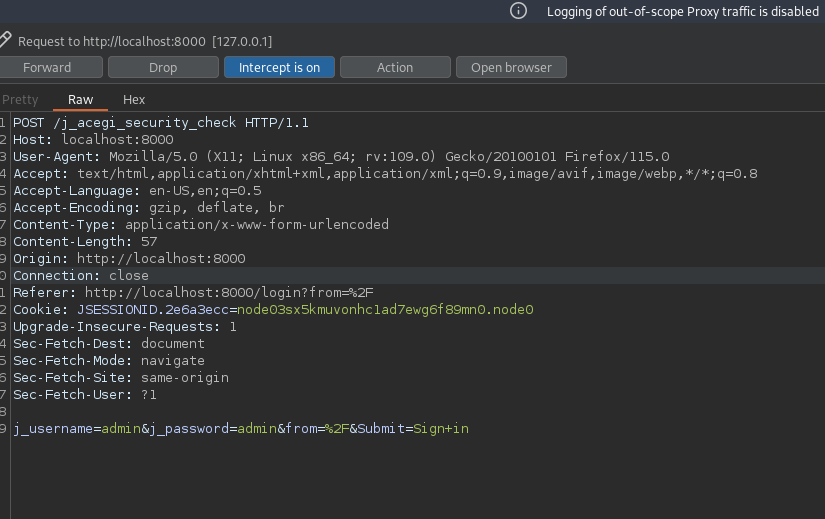 Logging of out-of-scope Proxy traffic is disabled
Request to http://localhost:8000 [127.0.0.1]
Forward Drop Intercept is on Action Open browser
Pretty Raw Hex
1 POST /j_acegi_security_check HTTP/1.1
2 Host: localhost:8000
3 User-Agent: Mozilla/5.0 (X11; Linux x86_64; rv:109.0) Gecko/20100101 Firefox/115.0
4 Accept: text/html,application/xhtml+xml,application/xml;q=0.9,image/avif,image/webp,*/*;q=0.8
5 Accept-Language: en-US,en;q=0.5
6 Accept-Encoding: gzip, deflate, br
7 Content-Type: application/x-www-form-urlencoded
8 Content-Length: 57
9 Origin: http://localhost:8000
0 Connection: close
1 Referer: http://localhost:8000/login?from=%2F
2 Cookie: JSESSIONID.2e6a3ecc=node03sx5kmuvonhc1ad7ewg6f89mn0.node0
3 Upgrade-Insecure-Requests: 1
4 Sec-Fetch-Dest: document
5 Sec-Fetch-Mode: navigate
6 Sec-Fetch-Site: same-origin
7 Sec-Fetch-User: ?1
8
9 j_username=admin&j_password=admin&from=%2F&Submit=Sign+in